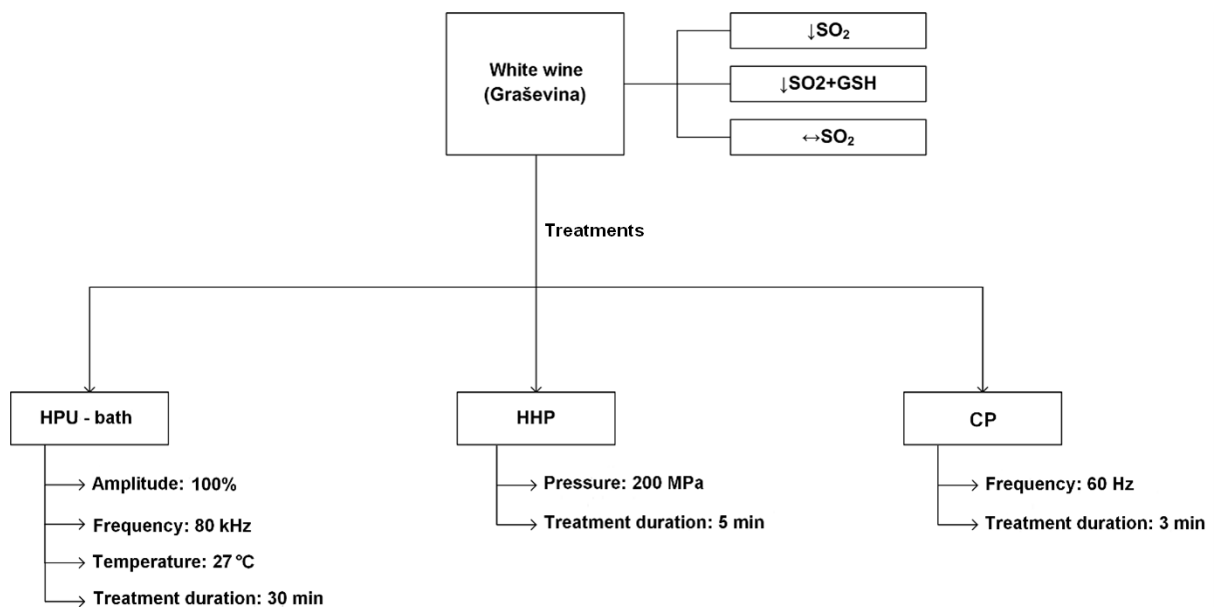 White wine
(Graševina)
↓SO₂
↓SO2+GSH
↔SO₂
Treatments
HPU - bath
Amplitude: 100%
Frequency: 80 kHz
Temperature: 27 °C
Treatment duration: 30 min
HHP
Pressure: 200 MPa
Treatment duration: 5 min
CP
Frequency: 60 Hz
Treatment duration: 3 min